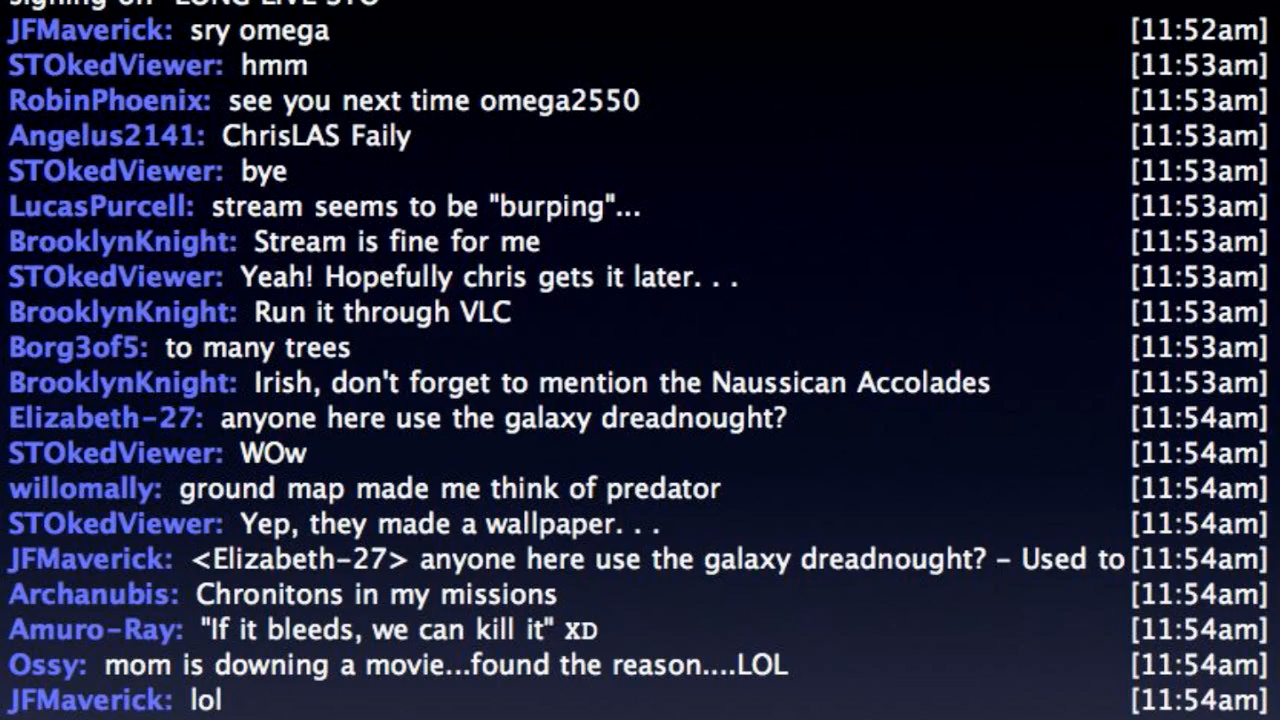 signing off "LONG LIVE STO"
JFMaverick: sry omega [11:52am]
STOkedViewer: hmm [11:53am]
RobinPhoenix: see you next time omega2550 [11:53am]
Angelus2141: ChrisLAS Faily [11:53am]
STOkedViewer: bye [11:53am]
LucasPurcell: stream seems to be "burping"... [11:53am]
BrooklynKnight: Stream is fine for me [11:53am]
STOkedViewer: Yeah! Hopefully chris gets it later. . . [11:53am]
BrooklynKnight: Run it through VLC [11:53am]
Borg3of5: to many trees [11:53am]
BrooklynKnight: Irish, don't forget to mention the Naussican Accolades [11:53am]
Elizabeth-27: anyone here use the galaxy dreadnought? [11:54am]
STOkedViewer: WOw [11:54am]
willomally: ground map made me think of predator [11:54am]
STOkedViewer: Yep, they made a wallpaper. . . [11:54am]
JFMaverick: <Elizabeth-27> anyone here use the galaxy dreadnought? – Used to [11:54am]
Archanubis: Chronitons in my missions [11:54am]
Amuro-Ray: "If it bleeds, we can kill it" XD [11:54am]
Ossy: mom is downing a movie...found the reason....LOL [11:54am]
JFMaverick: lol [11:54am]